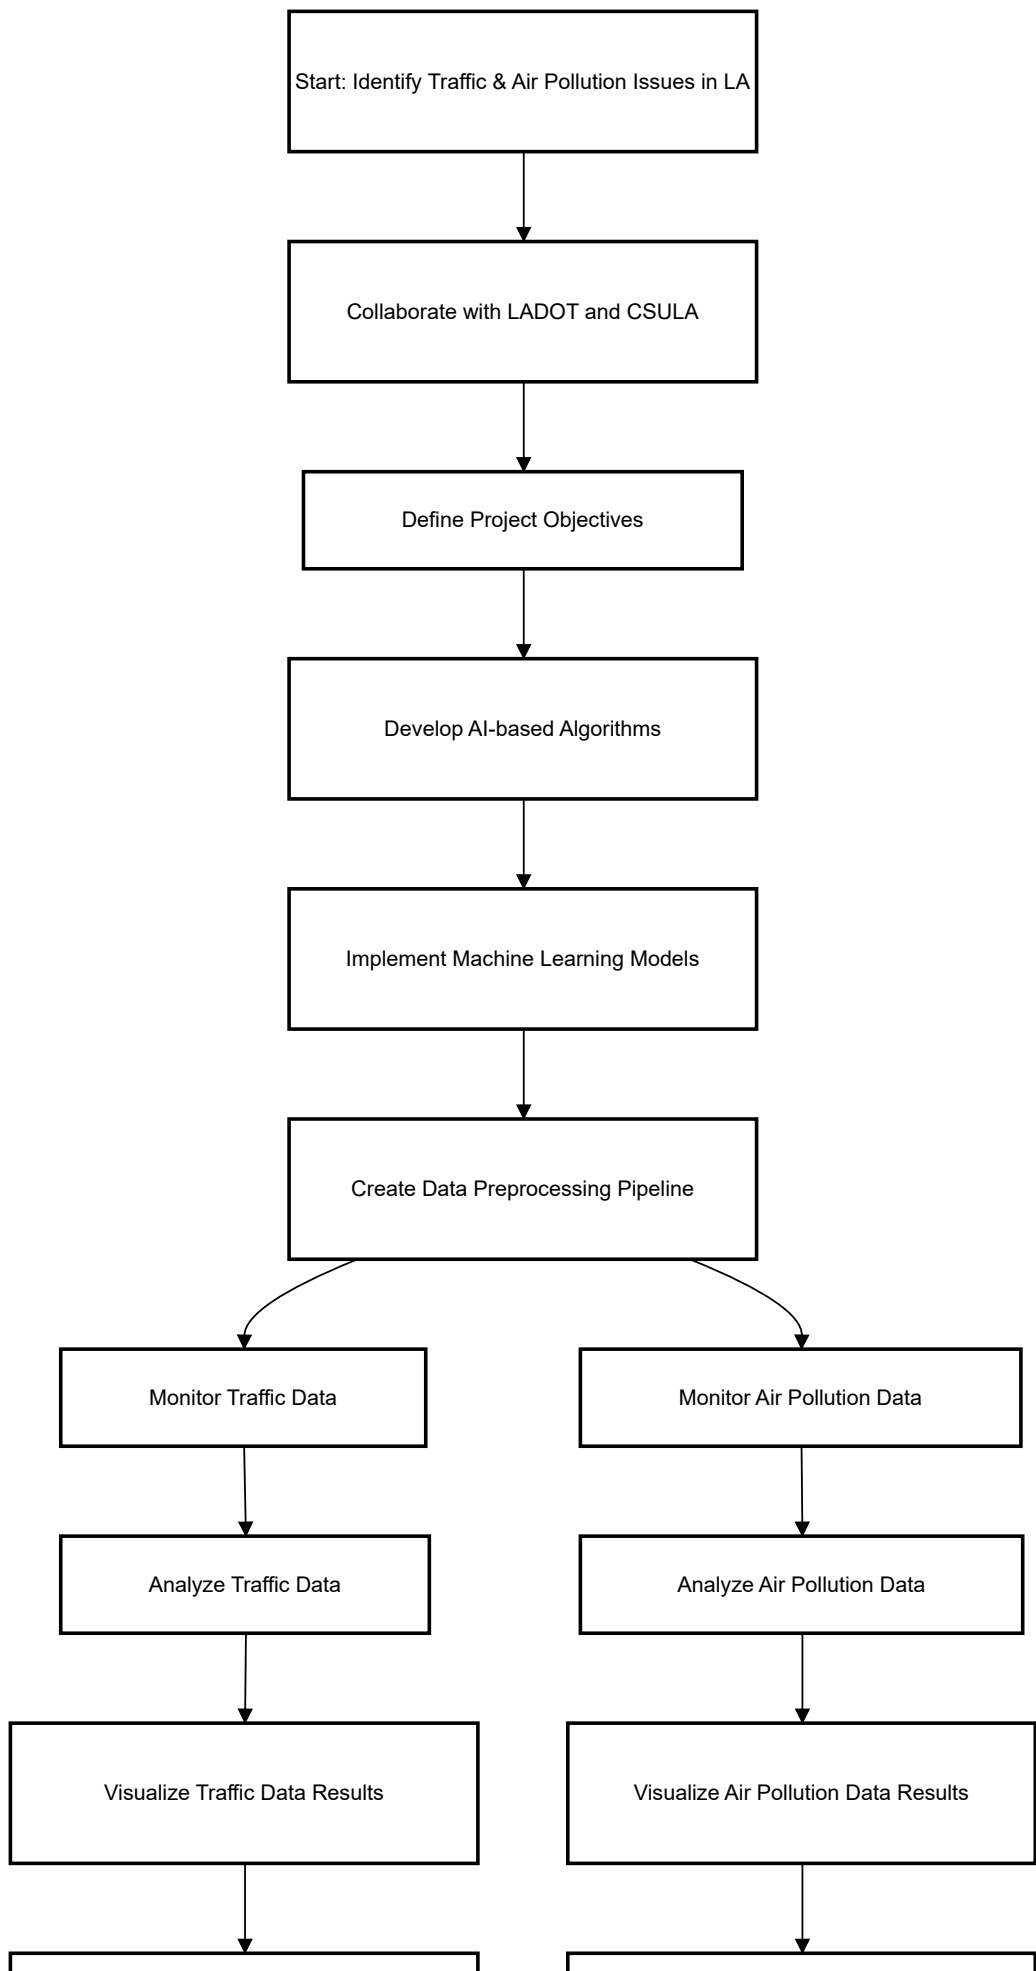 Start: Identify Traffic & Air Pollution Issues in LA
Collaborate with LADOT and CSULA
Define Project Objectives
Develop AI-based Algorithms
Implement Machine Learning Models
Create Data Preprocessing Pipeline
Monitor Traffic Data
Monitor Air Pollution Data
Analyze Traffic Data
Analyze Air Pollution Data
Visualize Traffic Data Results
Visualize Air Pollution Data Results